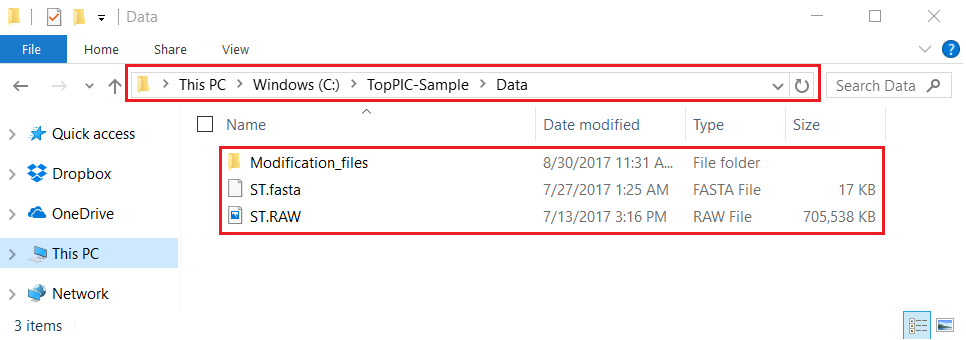 Data
File Home Share View
This PC Windows (C:) TopPIC-Sample Data Search Data
Name Date modified Type Size
Quick access
Dropbox
OneDrive
This PC
Network
Modification_files 8/30/2017 11:31 A... File folder
ST.fasta 7/27/2017 1:25 AM FASTA File 17 KB
ST.RAW 7/13/2017 3:16 PM RAW File 705,538 KB
3 items